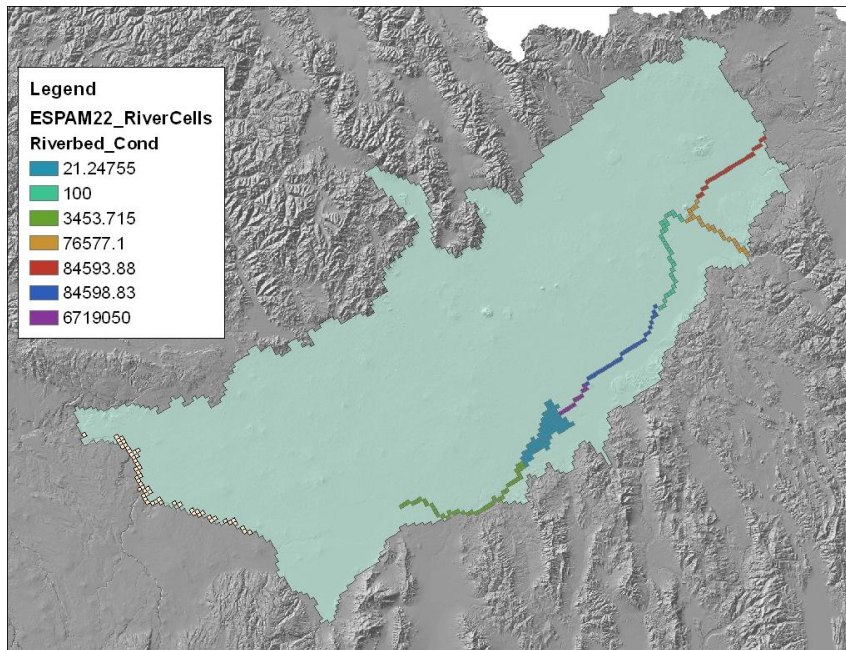 Legend
ESPAM22_RiverCells
Riverbed_Cond
21.24755
100
3453.715
76577.1
84593.88
84598.83
6719050